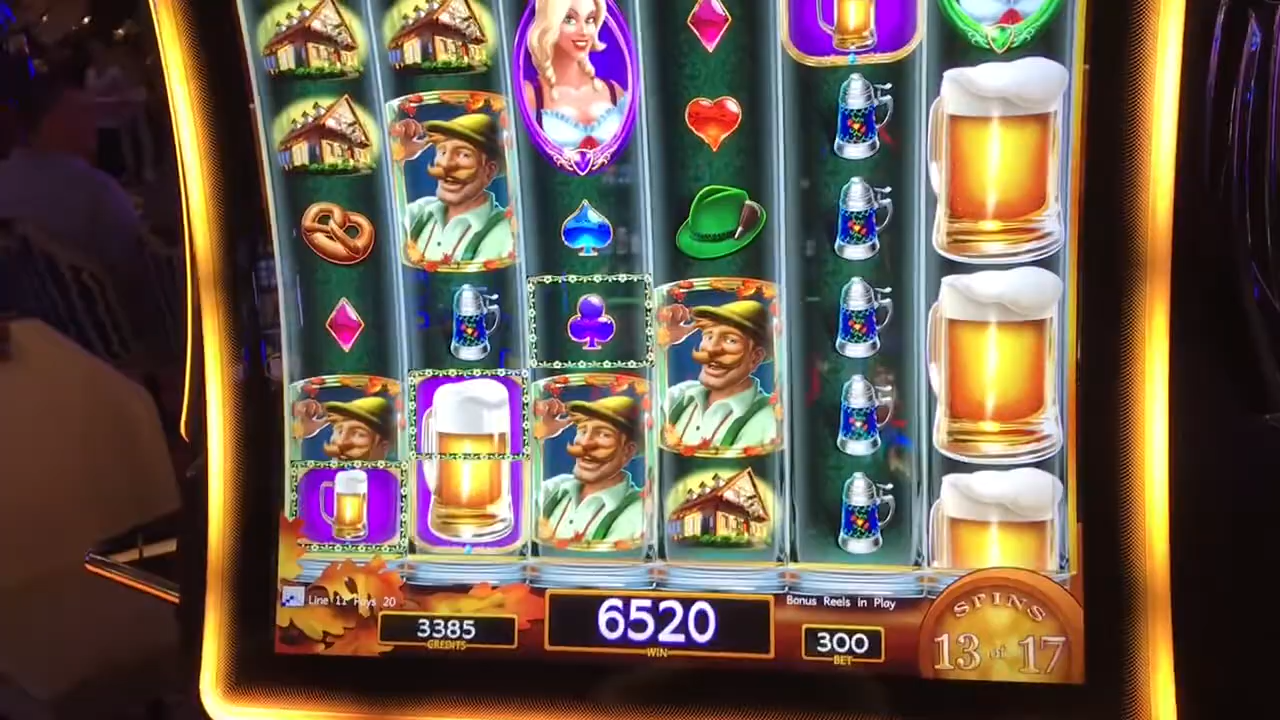 Line 11 Pays 20
3385
CREDITS
6520
WIN
Bonus Reels In Play
300
BET
SPINS
13 of 17